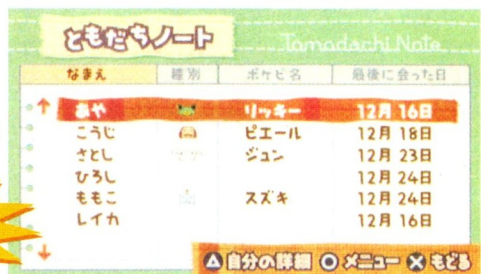 ともだちノート
Tomodachi Note
なまえ 種別 ポケピ名 最後に会った日
あや リッキー 12月 16日
こうじ ピエール 12月 18日
さとし ジュン 12月 23日
ひろし 12月 24日
ももこ スズキ 12月 24日
レイカ 12月 16日
△ 自分の詳細 ○ メニュー × もどる